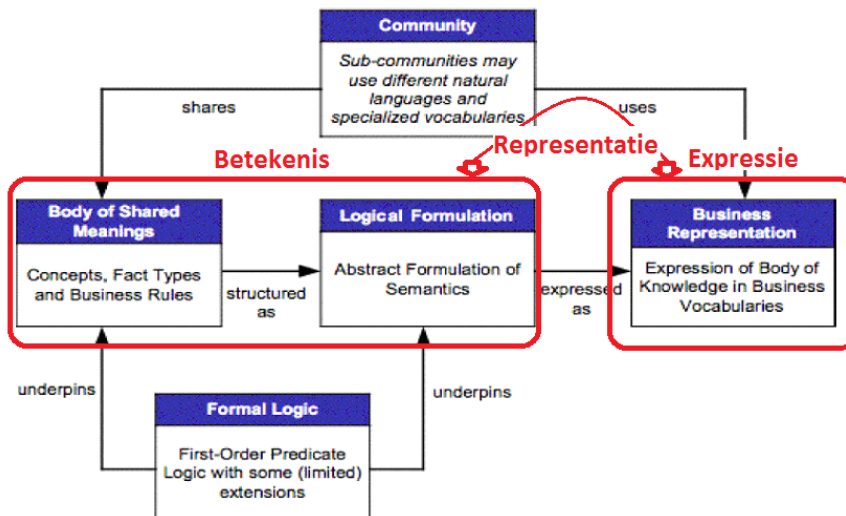 Community
Sub-communities may
use different natural
languages and
specialized vocabularies
shares
uses
Betekenis
Representatie
Expressie
Body of Shared
Meanings
Concepts, Fact Types
and Business Rules
structured
as
Logical Formulation
Abstract Formulation of
Semantics
expressed
as
Business
Representation
Expression of Body of
Knowledge in Business
Vocabularies
underpins
underpins
Formal Logic
First-Order Predicate
Logic with some (limited)
extensions